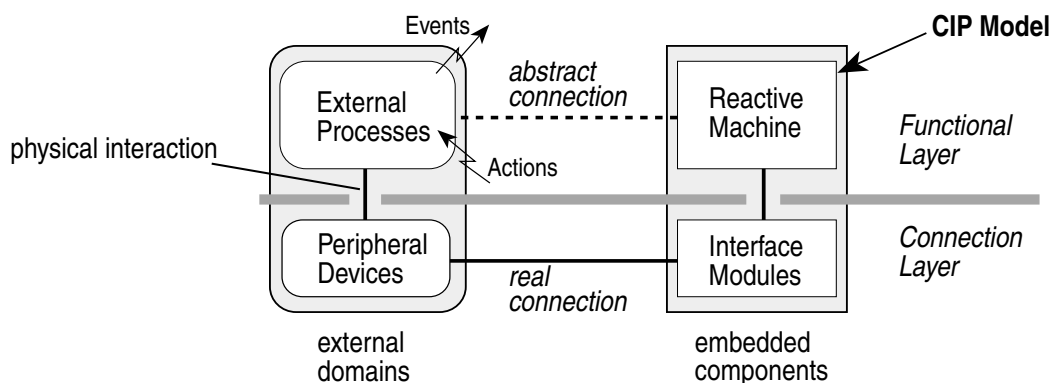 Events
CIP Model
abstract
connection
External
Processes
Reactive
Machine
Functional
Layer
physical interaction
Actions
Peripheral
Devices
Interface
Modules
Connection
Layer
real
connection
external
domains
embedded
components